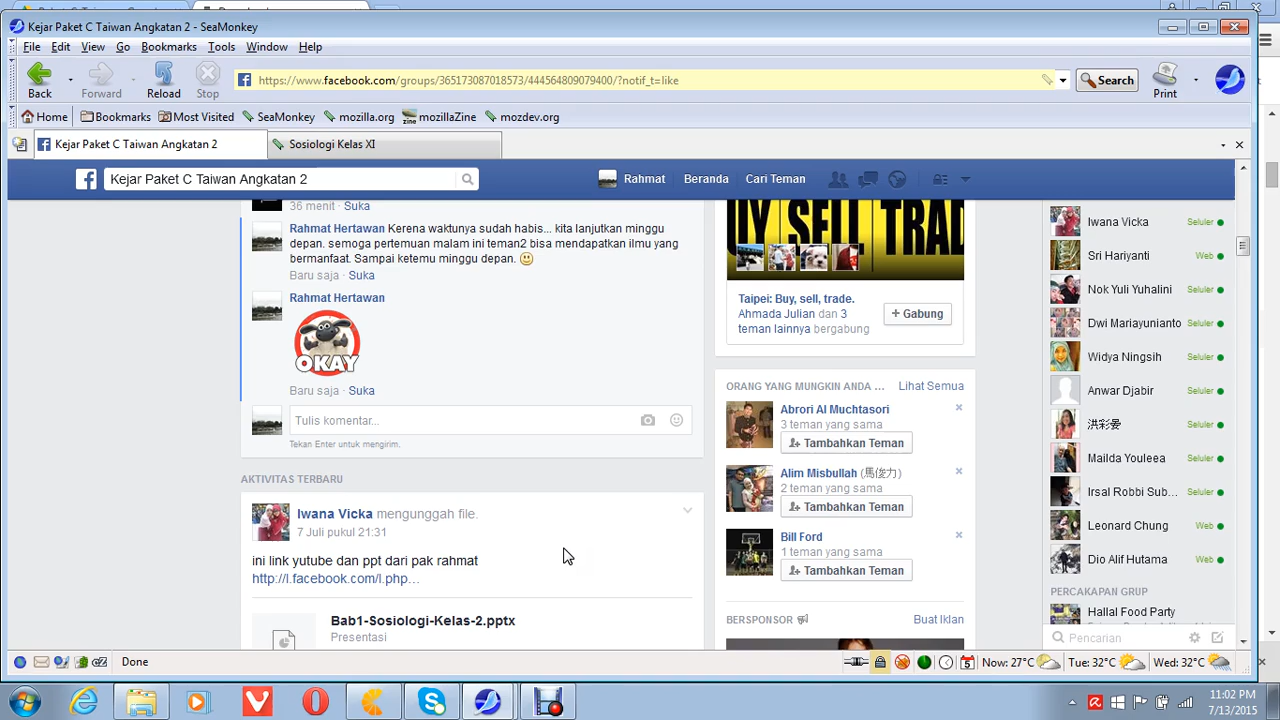 Kejar Paket C Taiwan Angkatan 2 - SeaMonkey
File Edit View Go Bookmarks Tools Window Help
Back Forward Reload Stop
https://www.facebook.com/groups/365173087018573/444564809079400/?notif_t=like
Search Print
Home Bookmarks Most Visited SeaMonkey mozilla.org mozillaZine mozdev.org
Kejar Paket C Taiwan Angkatan 2
Sosiologi Kelas XI
Kejar Paket C Taiwan Angkatan 2
Rahmat Beranda Cari Teman
36 menit · Suka
Rahmat Hertawan Kerena waktunya sudah habis... kita lanjutkan minggu
depan. semoga pertemuan malam ini teman2 bisa mendapatkan ilmu yang
bermanfaat. Sampai ketemu minggu depan.
Baru saja · Suka
Rahmat Hertawan
OKAY
Baru saja · Suka
Tulis komentar...
Tekan Enter untuk mengirim.
AKTIVITAS TERBARU
Iwana Vicka mengunggah file.
7 Juli pukul 21:31
ini link yutube dan ppt dari pak rahmat
http://l.facebook.com/l.php...
Bab1-Sosiologi-Kelas-2.pptx
Presentasi
UY SELL TRAD
Taipei: Buy, sell, trade.
Ahmada Julian dan 3
teman lainnya bergabung
+ Gabung
ORANG YANG MUNGKIN ANDA ...
Lihat Semua
Abrori Al Muchtasori
3 teman yang sama
Tambahkan Teman
Alim Misbullah (馬俊力)
2 teman yang sama
Tambahkan Teman
Bill Ford
1 teman yang sama
Tambahkan Teman
BERSPONSOR
Buat Iklan
Iwana Vicka Seluler
Sri Hariyanti Web
Nok Yuli Yuhalini Seluler
Dwi Mariayunianto Seluler
Widya Ningsih Seluler
Anwar Djabir
洪彩晏 Seluler
Mailda Youleea Seluler
Irsal Robbi Sub... Seluler
Leonard Chung Web
Dio Alif Hutama Seluler
PERCAKAPAN GRUP
Hallal Food Party
Pencarian
Done
5
Now: 27°C Tue: 32°C Wed: 32°C
11:02 PM
7/13/2015